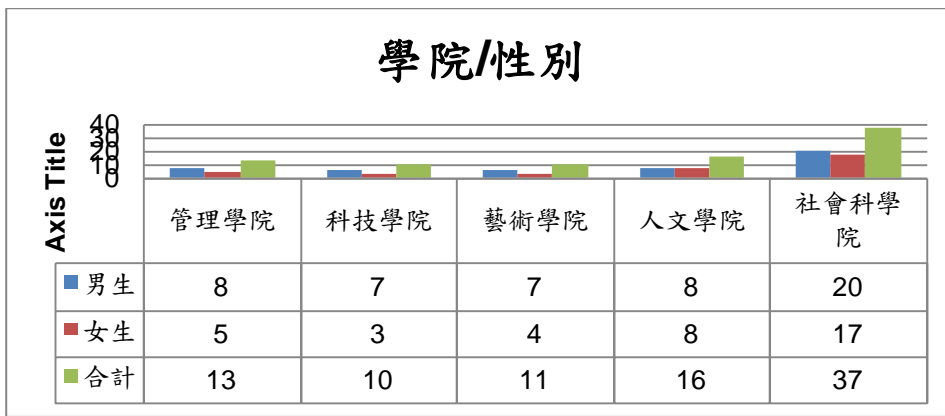 學院/性別
40
30
20
10
0
Axis Title
管理學院 科技學院 藝術學院 人文學院 社會科學
院
男生 8 7 7 8 20
女生 5 3 4 8 17
合計 13 10 11 16 37